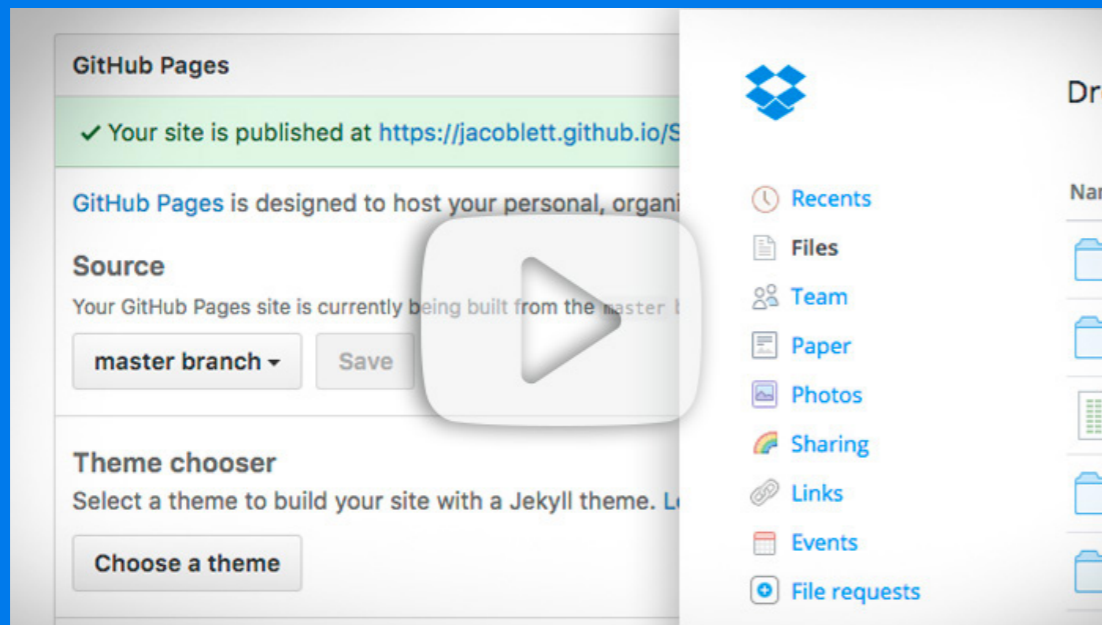 GitHub Pages
✓ Your site is published at https://jacoblett.github.io/S
GitHub Pages is designed to host your personal, organi
Source
Your GitHub Pages site is currently being built from the master b
master branch
Save
Theme chooser
Select a theme to build your site with a Jekyll theme. Le
Choose a theme
Dr
Nam
Recents
Files
Team
Paper
Photos
Sharing
Links
Events
File requests